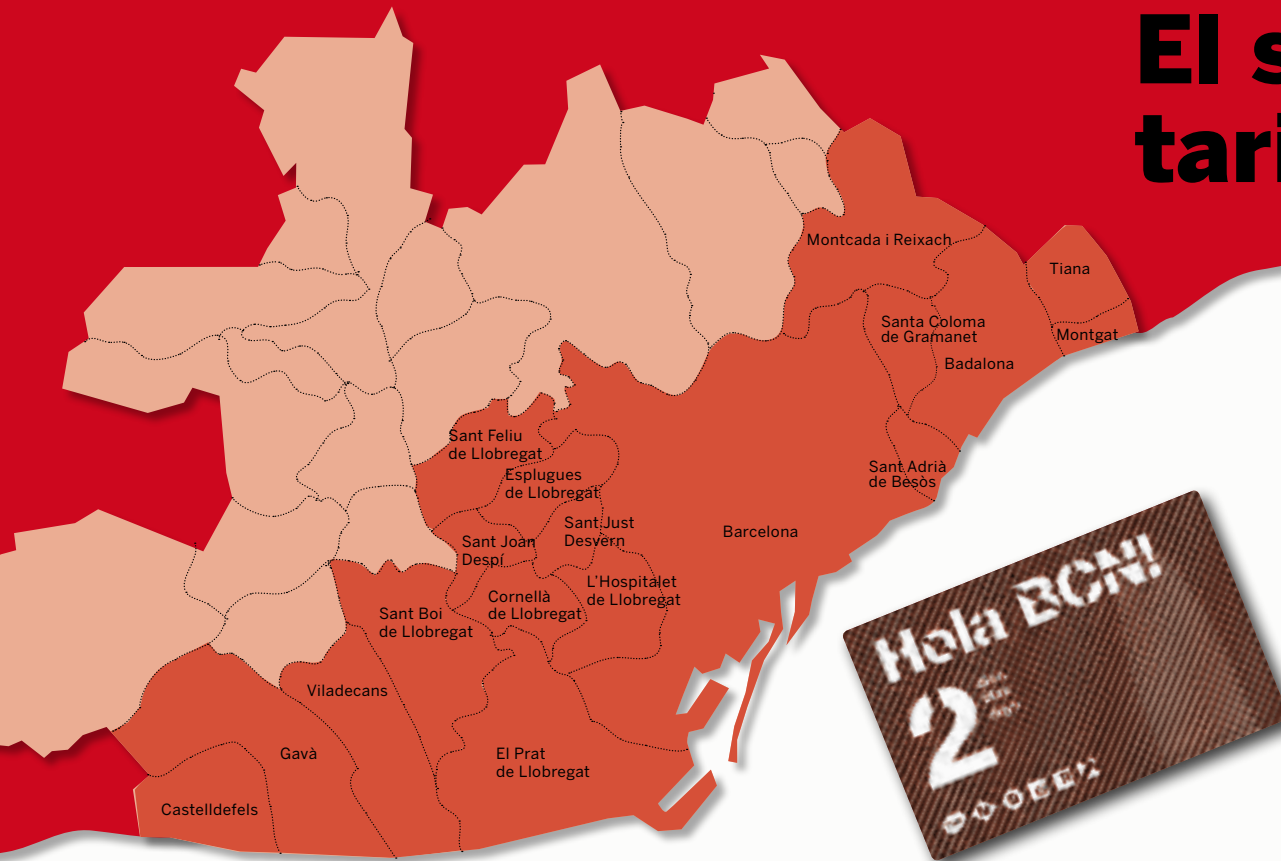 El s
tari
Montcada i Reixach
Tiana
Santa Coloma
de Gramanet
Montgat
Badalona
Sant Feliu
de Llobregat
Esplugues
de Llobregat
Sant Adrià
de Besòs
Sant Just
Desvern
Barcelona
Sant Joan
Despí
L'Hospitalet
de Llobregat
Cornellà
de Llobregat
Sant Boi
de Llobregat
Viladecans
Gavà
El Prat
de Llobregat
Castelldefels
Hola BCN!
2